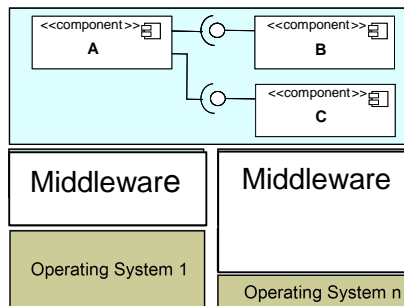 <<component>>
A
<<component>>
B
<<component>>
C
Middleware
Middleware
Operating System 1
Operating System n